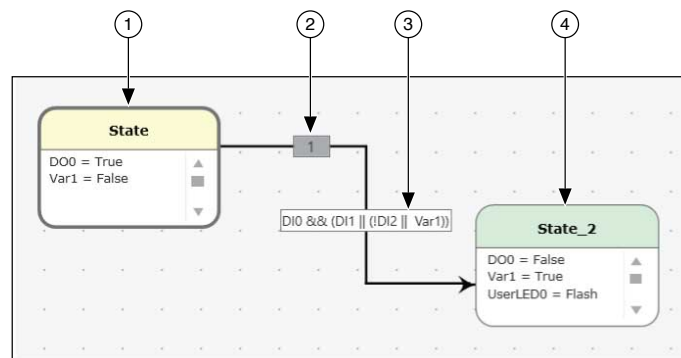 1
2
3
4
State
DO0 = True
Var1 = False
1
DI0 && (DI1 || (!DI2 || Var1))
State_2
DO0 = False
Var1 = True
UserLED0 = Flash